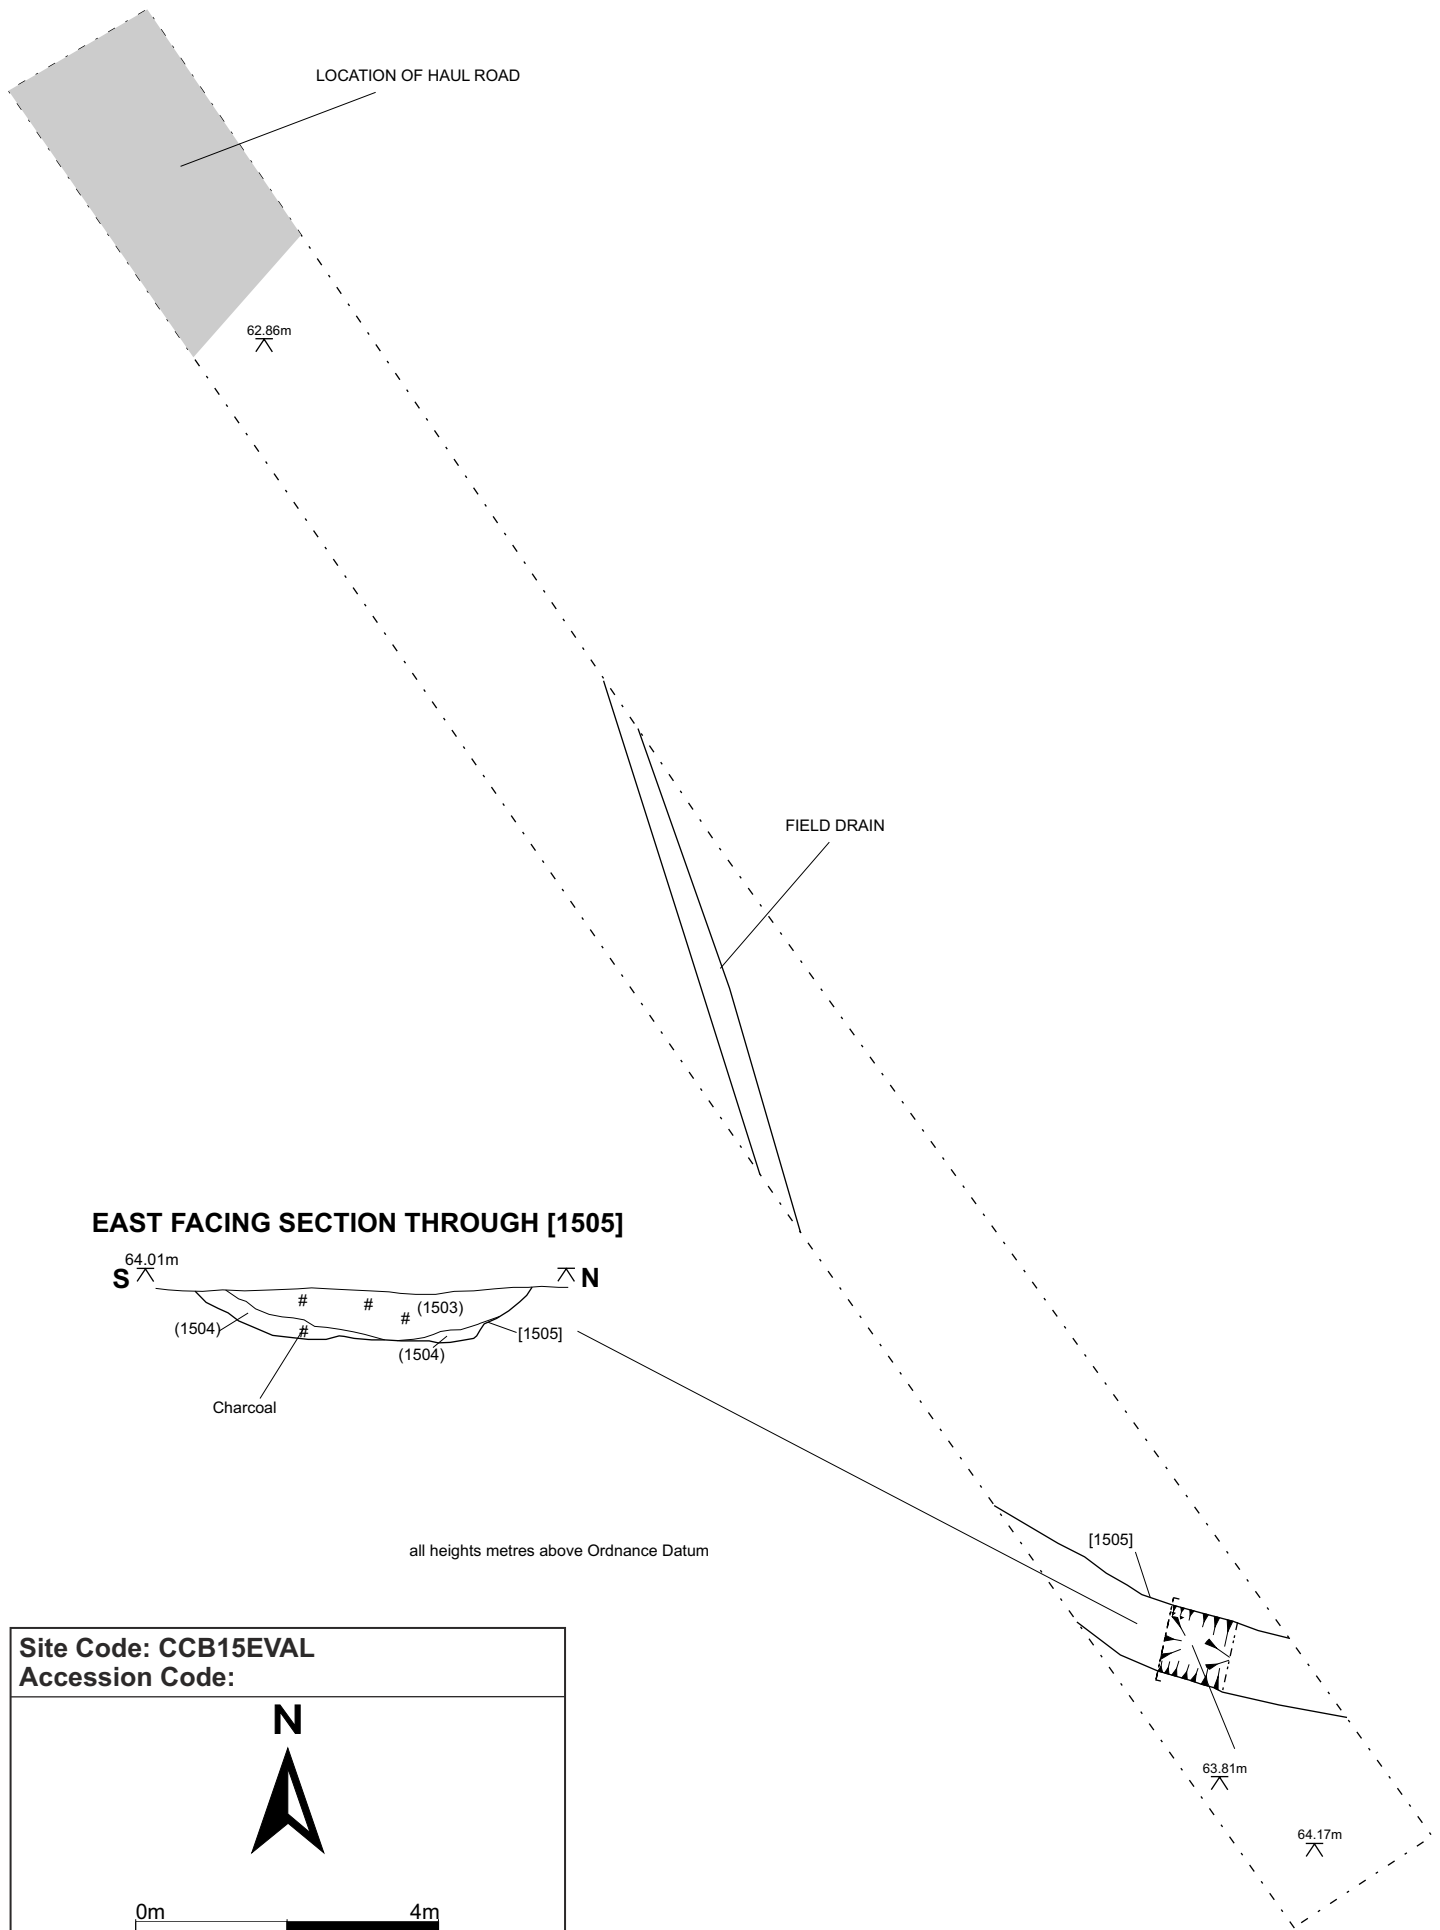 LOCATION OF HAUL ROAD
62.86m
FIELD DRAIN
EAST FACING SECTION THROUGH [1505]
64.01m
S
N
#
#
#
(1503)
(1504)
#
[1505]
(1504)
Charcoal
[1505]
all heights metres above Ordnance Datum
63.81m
64.17m
Site Code: CCB15EVAL
Accession Code:
N
0m 4m